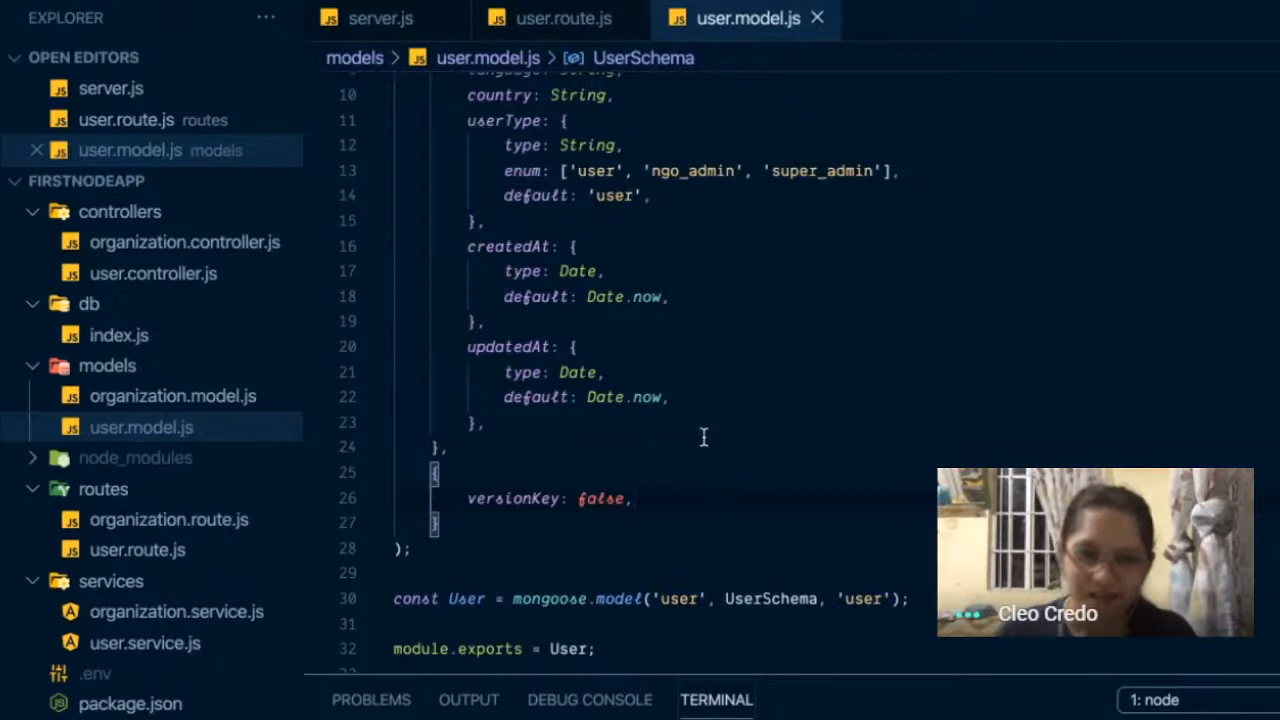 EXPLORER
...
server.js
user.route.js
user.model.js
OPEN EDITORS
server.js
user.route.js routes
user.model.js models
FIRSTNODEAPP
controllers
organization.controller.js
user.controller.js
db
index.js
models
organization.model.js
user.model.js
node_modules
routes
organization.route.js
user.route.js
services
organization.service.js
user.service.js
.env
package.json
models > user.model.js > UserSchema
10 country: String,
11 userType: {
12 type: String,
13 enum: ['user', 'ngo_admin', 'super_admin'],
14 default: 'user',
15 },
16 createdAt: {
17 type: Date,
18 default: Date.now,
19 },
20 updatedAt: {
21 type: Date,
22 default: Date.now,
23 },
24 },
25 {
26 versionKey: false,
27 }
28 );
29
30 const User = mongoose.model('user', UserSchema, 'user');
31
32 module.exports = User;
Cleo Credo
PROBLEMS OUTPUT DEBUG CONSOLE TERMINAL
1: node